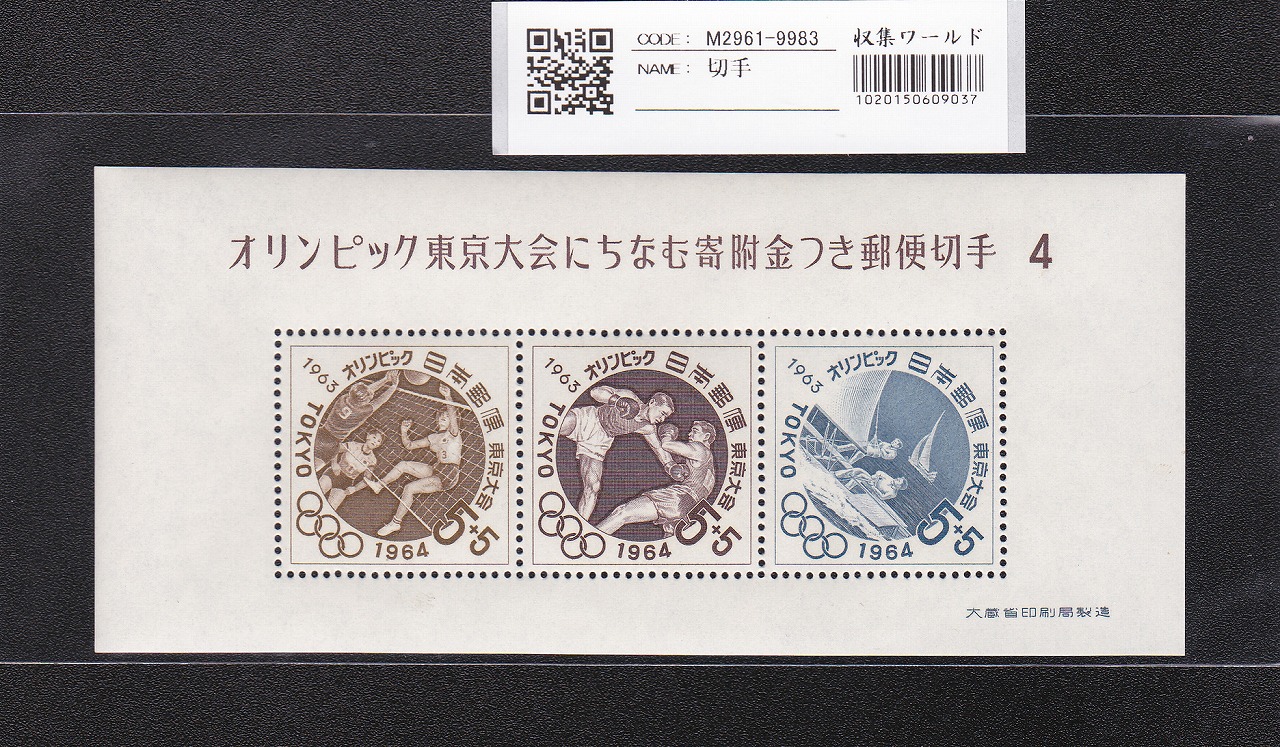 CODE: M2961-9983
NAME: 切手
収集ワールド
1020150609037
オリンピック東京大会にちなむ寄附金つき郵便切手 4
1963 オリンピック 日本郵便 東京大会
TOKYO
1964
5+5
3
1963 オリンピック 日本郵便 東京大会
TOKYO
1964
5+5
1963 オリンピック 日本郵便 東京大会
TOKYO
1964
5+5
大蔵省印刷局製造